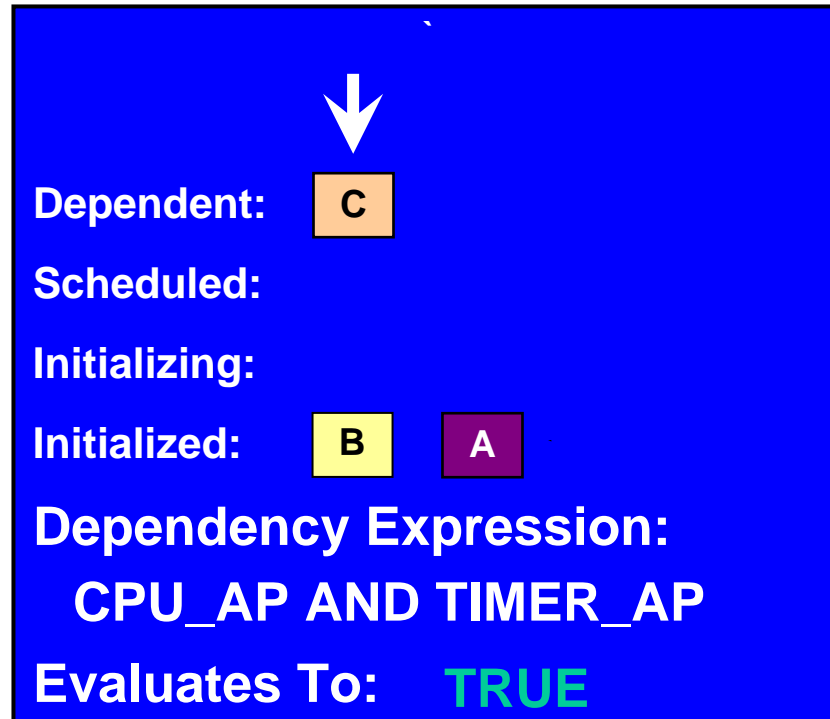 `
Dependent: C
Scheduled:
Initializing:
Initialized: B A
Dependency Expression:
CPU_AP AND TIMER_AP
Evaluates To: TRUE